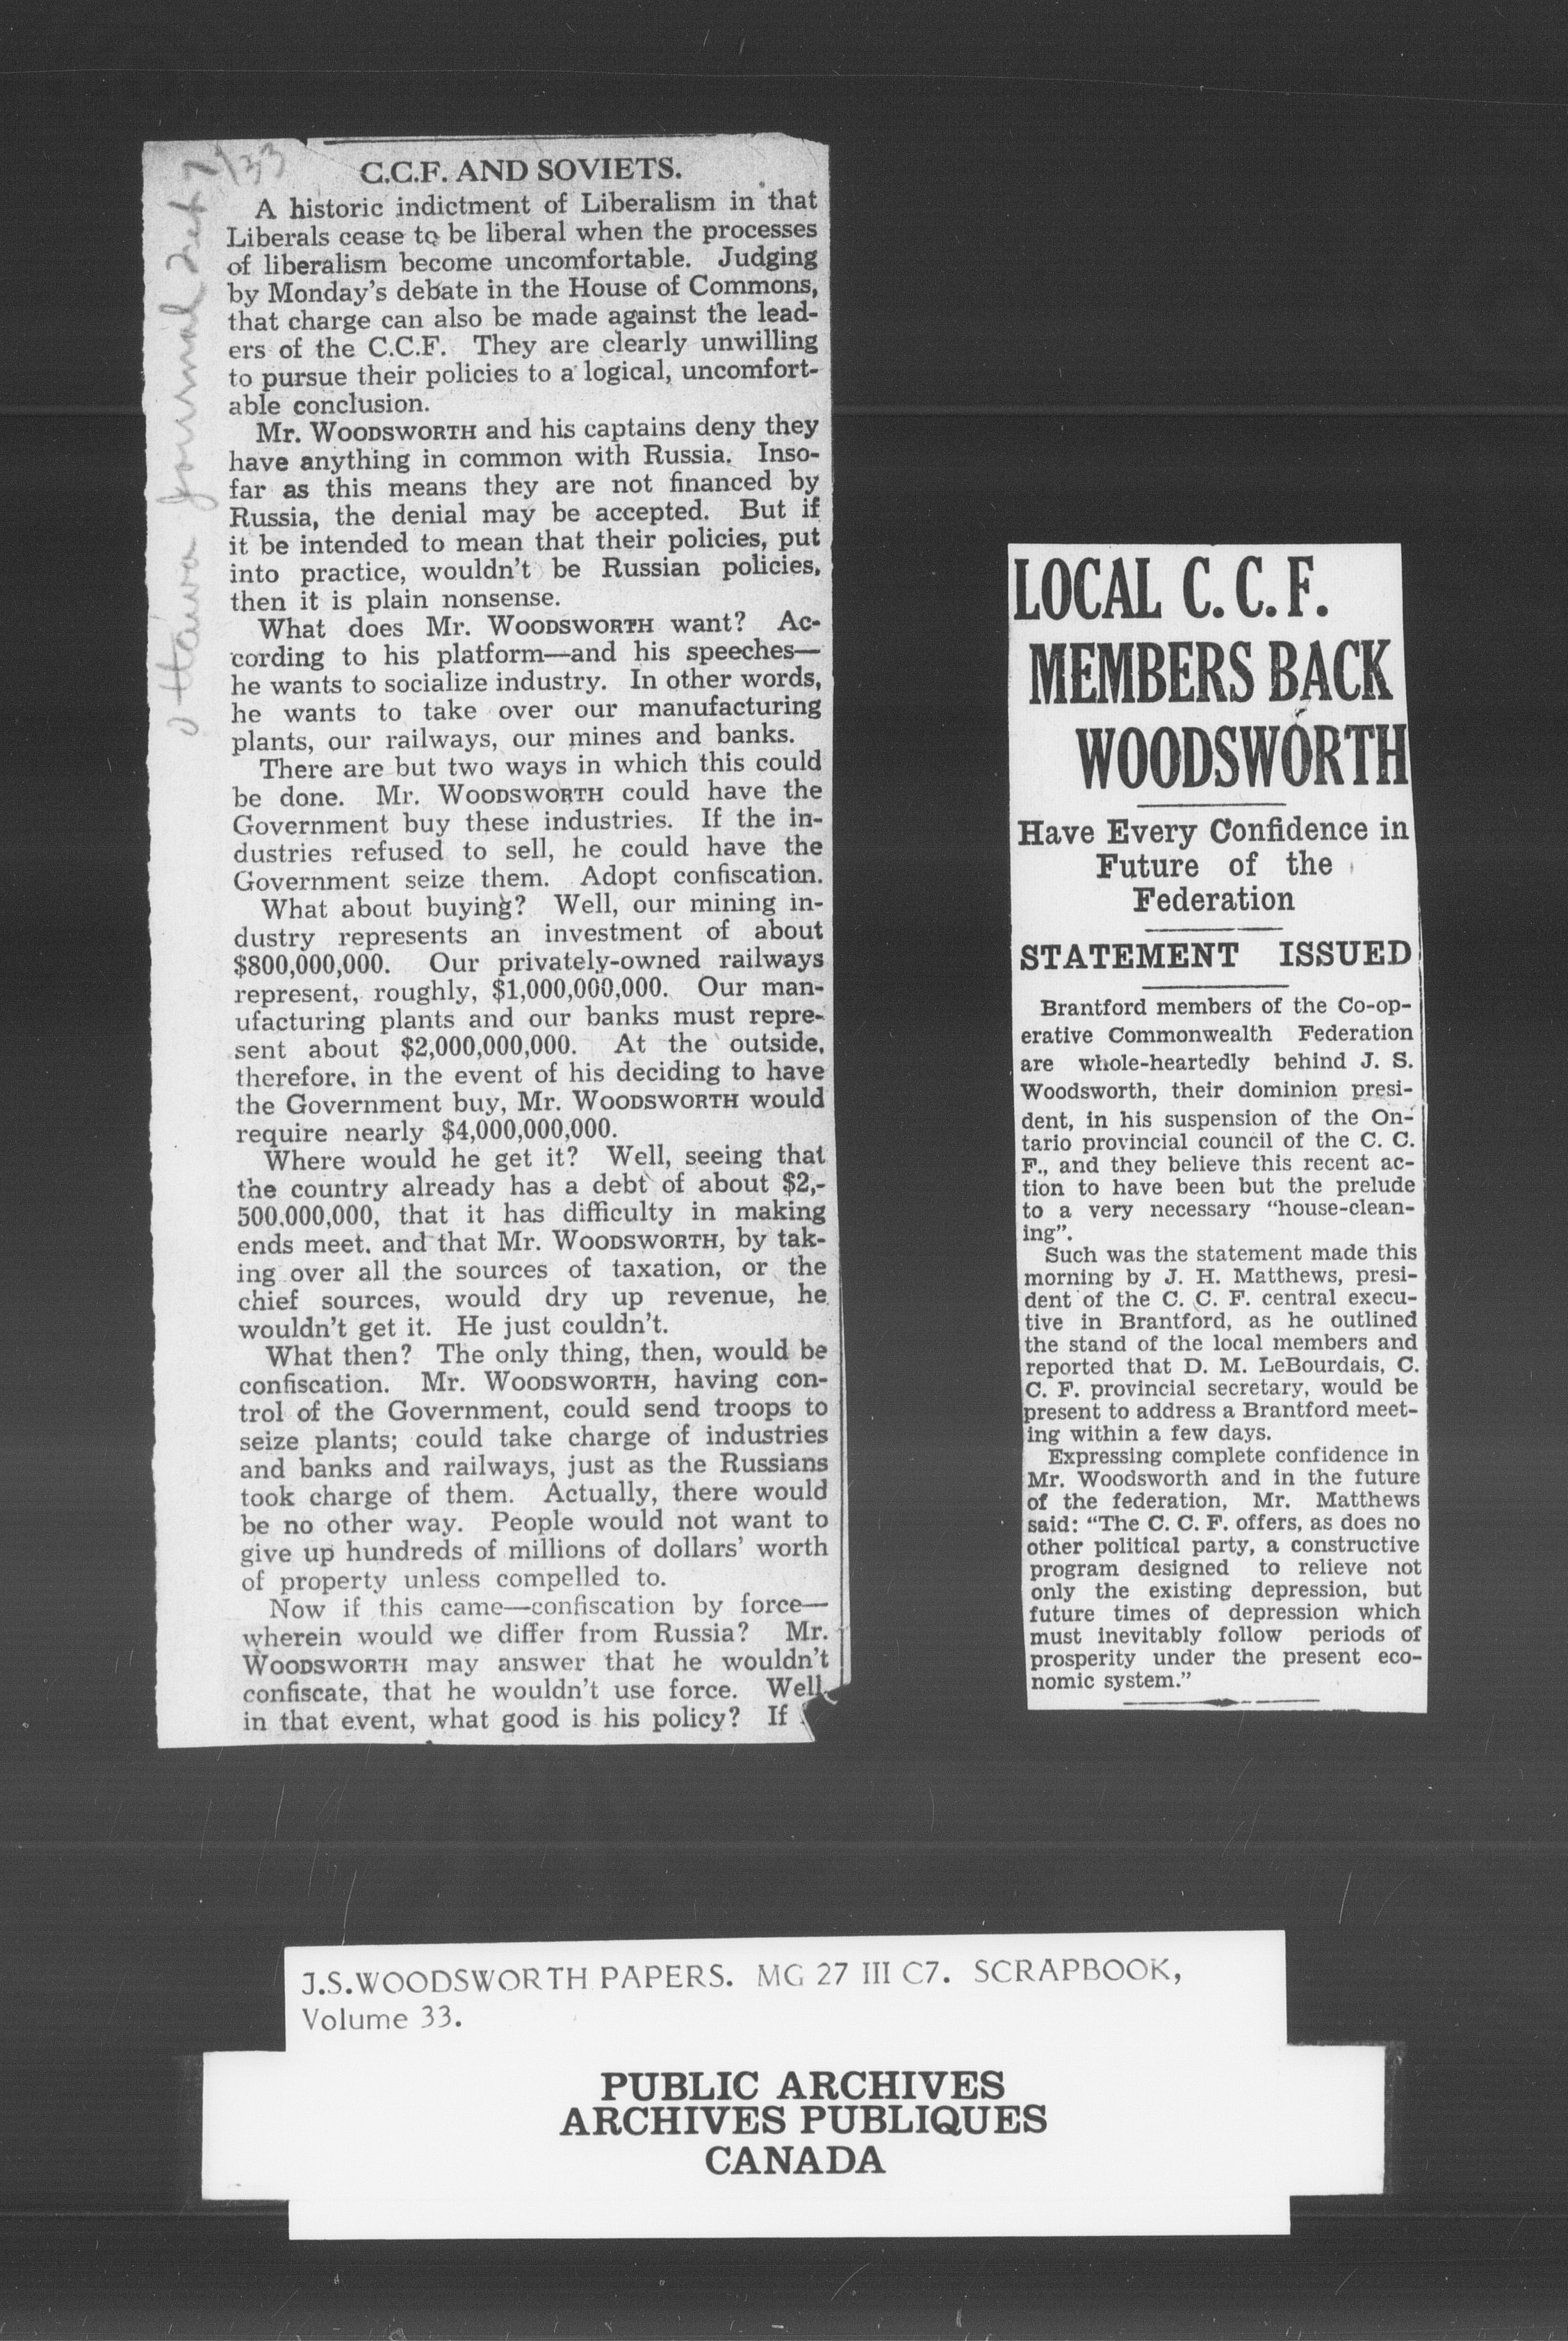 Ottawa Journal Feb 7/33
C.C.F. AND SOVIETS.
A historic indictment of Liberalism in that
Liberals cease to be liberal when the processes
of liberalism become uncomfortable. Judging
by Monday's debate in the House of Commons,
that charge can also be made against the lead-
ers of the C.C.F. They are clearly unwilling
to pursue their policies to a logical, uncomfort-
able conclusion.
Mr. WOODSWORTH and his captains deny they
have anything in common with Russia. Inso-
far as this means they are not financed by
Russia, the denial may be accepted. But if
it be intended to mean that their policies, put
into practice, wouldn't be Russian policies,
then it is plain nonsense.
What does Mr. WOODSWORTH want? Ac-
cording to his platform—and his speeches—
he wants to socialize industry. In other words,
he wants to take over our manufacturing
plants, our railways, our mines and banks.
There are but two ways in which this could
be done. Mr. WOODSWORTH could have the
Government buy these industries. If the in-
dustries refused to sell, he could have the
Government seize them. Adopt confiscation.
What about buying? Well, our mining in-
dustry represents an investment of about
$800,000,000. Our privately-owned railways
represent, roughly, $1,000,000,000. Our man-
ufacturing plants and our banks must repre-
sent about $2,000,000,000. At the outside,
therefore, in the event of his deciding to have
the Government buy, Mr. WOODSWORTH would
require nearly $4,000,000,000.
Where would he get it? Well, seeing that
the country already has a debt of about $2,-
500,000,000, that it has difficulty in making
ends meet, and that Mr. WOODSWORTH, by tak-
ing over all the sources of taxation, or the
chief sources, would dry up revenue, he
wouldn't get it. He just couldn't.
What then? The only thing, then, would be
confiscation. Mr. WOODSWORTH, having con-
trol of the Government, could send troops to
seize plants; could take charge of industries
and banks and railways, just as the Russians
took charge of them. Actually, there would
be no other way. People would not want to
give up hundreds of millions of dollars' worth
of property unless compelled to.
Now if this came—confiscation by force—
wherein would we differ from Russia? Mr.
WOODSWORTH may answer that he wouldn't
confiscate, that he wouldn't use force. Well,
in that event, what good is his policy? If
LOCAL C. C. F.
MEMBERS BACK
WOODSWORTH
Have Every Confidence in
Future of the
Federation
STATEMENT ISSUED
Brantford members of the Co-op-
erative Commonwealth Federation
are whole-heartedly behind J. S.
Woodsworth, their dominion presi-
dent, in his suspension of the On-
tario provincial council of the C. C.
F., and they believe this recent ac-
tion to have been but the prelude
to a very necessary "house-clean-
ing".
Such was the statement made this
morning by J. H. Matthews, presi-
dent of the C. C. F. central execu-
tive in Brantford, as he outlined
the stand of the local members and
reported that D. M. LeBourdais, C.
C. F. provincial secretary, would be
present to address a Brantford meet-
ing within a few days.
Expressing complete confidence in
Mr. Woodsworth and in the future
of the federation, Mr. Matthews
said: "The C. C. F. offers, as does no
other political party, a constructive
program designed to relieve not
only the existing depression, but
future times of depression which
must inevitably follow periods of
prosperity under the present eco-
nomic system."
J.S.WOODSWORTH PAPERS. MG 27 III C7. SCRAPBOOK,
Volume 33.
PUBLIC ARCHIVES
ARCHIVES PUBLIQUES
CANADA